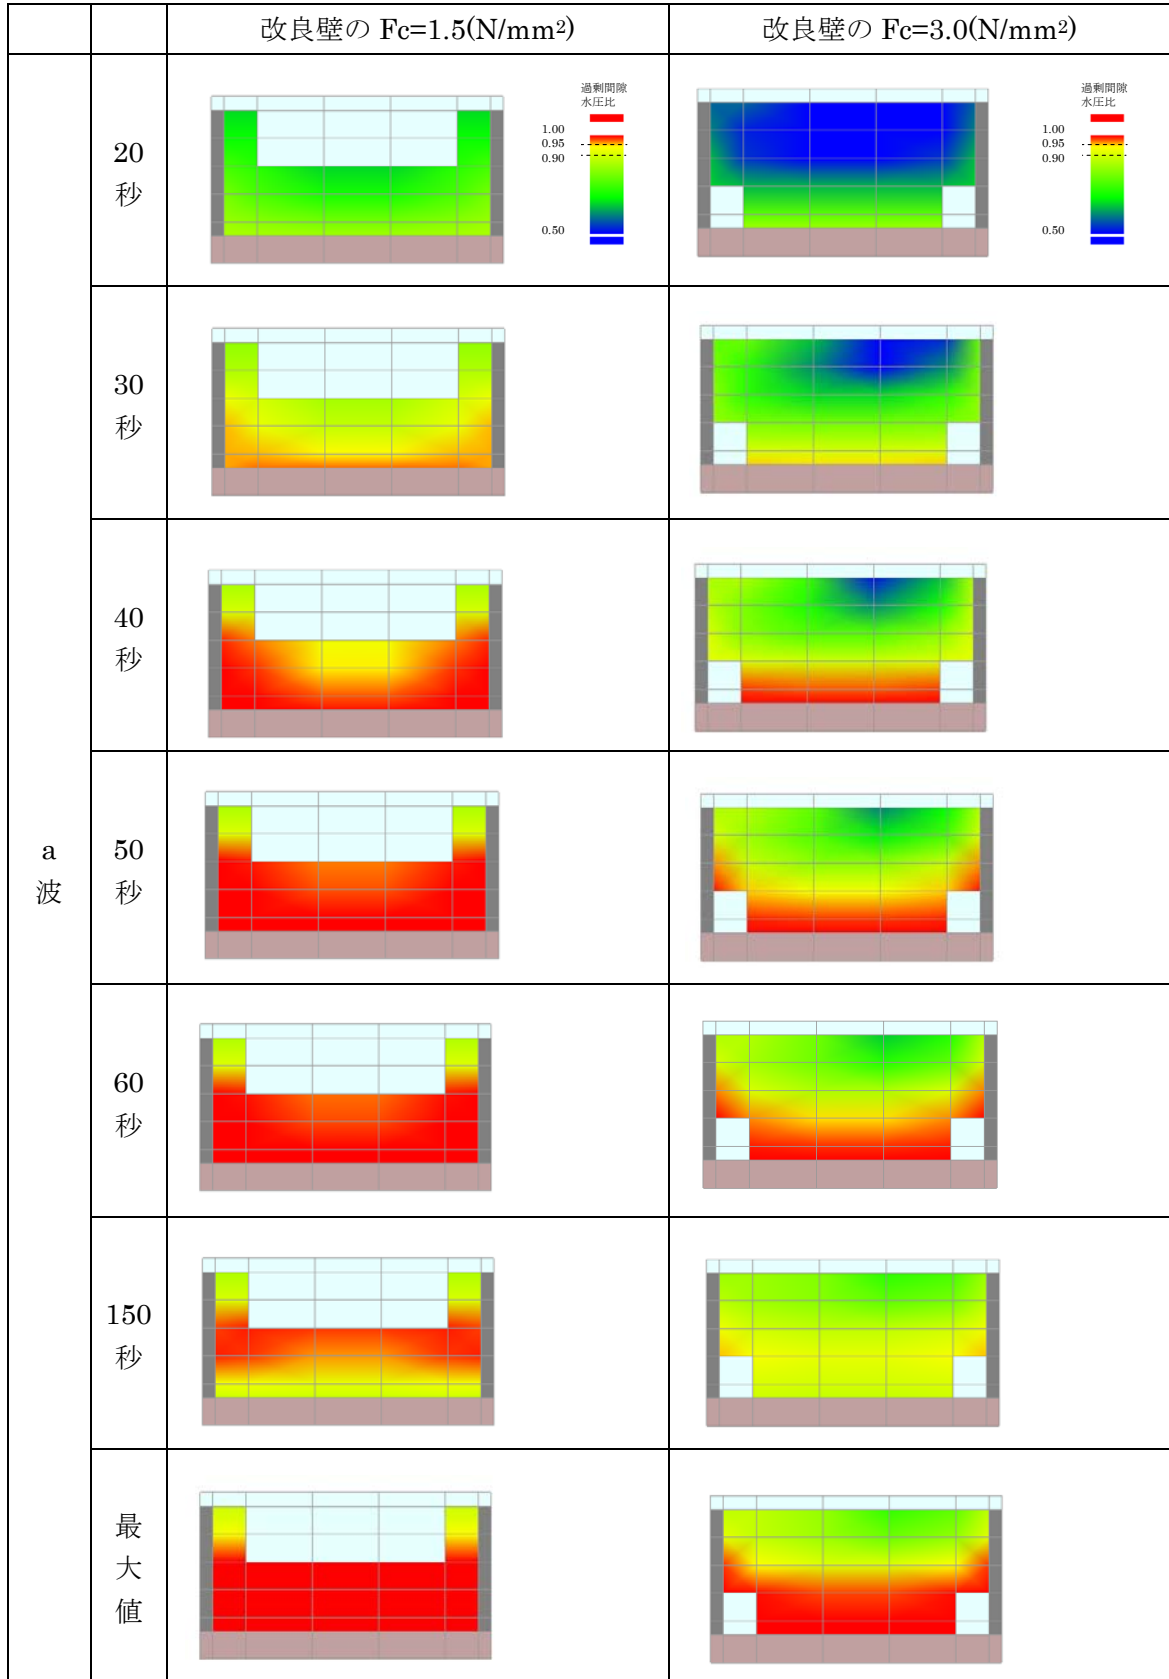 改良壁の Fc=1.5(N/mm²)
改良壁の Fc=3.0(N/mm²)
a
波
20
秒
過剰間隙
水圧比
1.00
0.95
0.90
0.50
過剰間隙
水圧比
1.00
0.95
0.90
0.50
30
秒
40
秒
50
秒
60
秒
150
秒
最
大
値